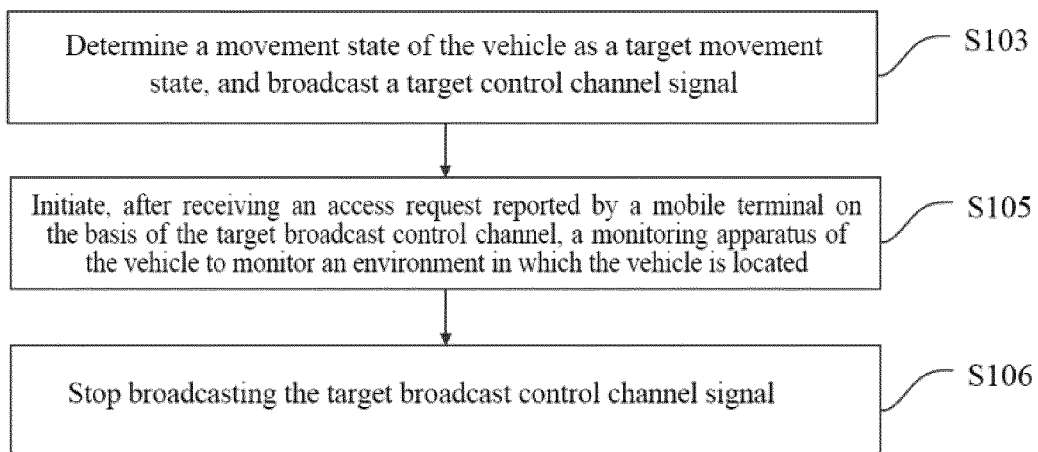 Determine a movement state of the vehicle as a target movement
state, and broadcast a target control channel signal
S103
Initiate, after receiving an access request reported by a mobile terminal on
the basis of the target broadcast control channel, a monitoring apparatus of
the vehicle to monitor an environment in which the vehicle is located
S105
Stop broadcasting the target broadcast control channel signal
S106